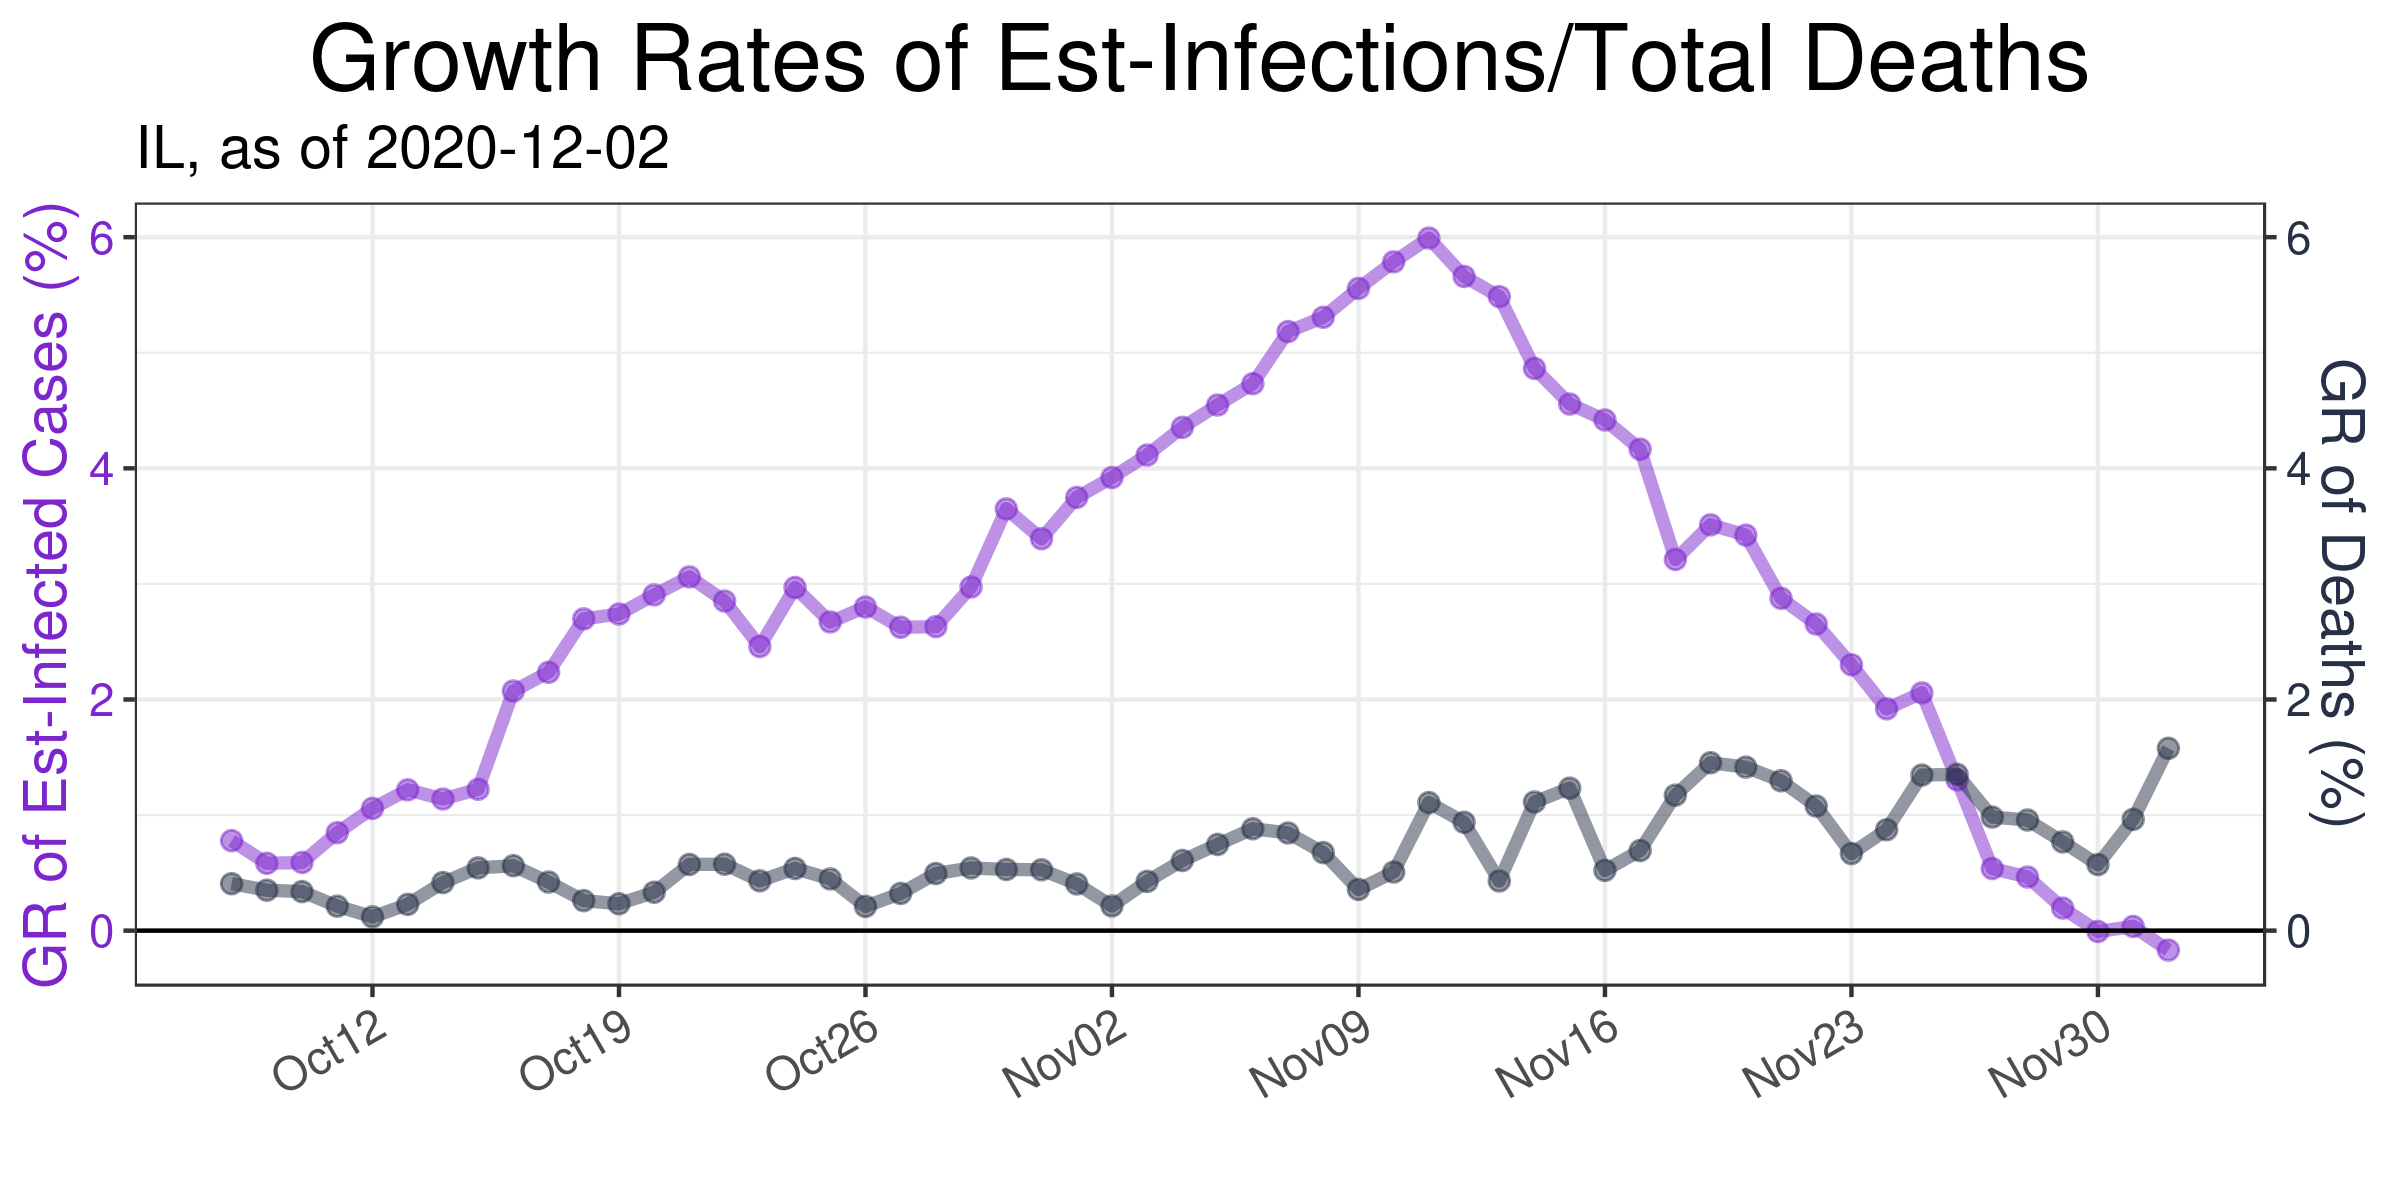 Growth Rates of Est-Infections/Total Deaths
IL, as of 2020-12-02
GR of Est-Infected Cases (%)
6
4
2
0
6
4
2
0
GR of Deaths (%)
Oct12
Oct19
Oct26
Nov02
Nov09
Nov16
Nov23
Nov30